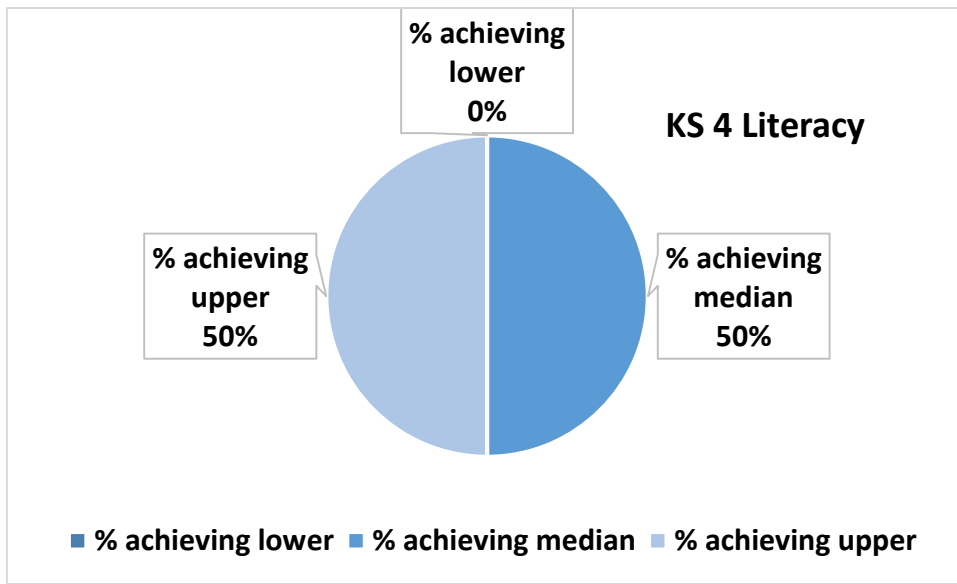 % achieving
lower
0%
KS 4 Literacy
% achieving
upper
50%
% achieving
median
50%
% achieving lower % achieving median % achieving upper